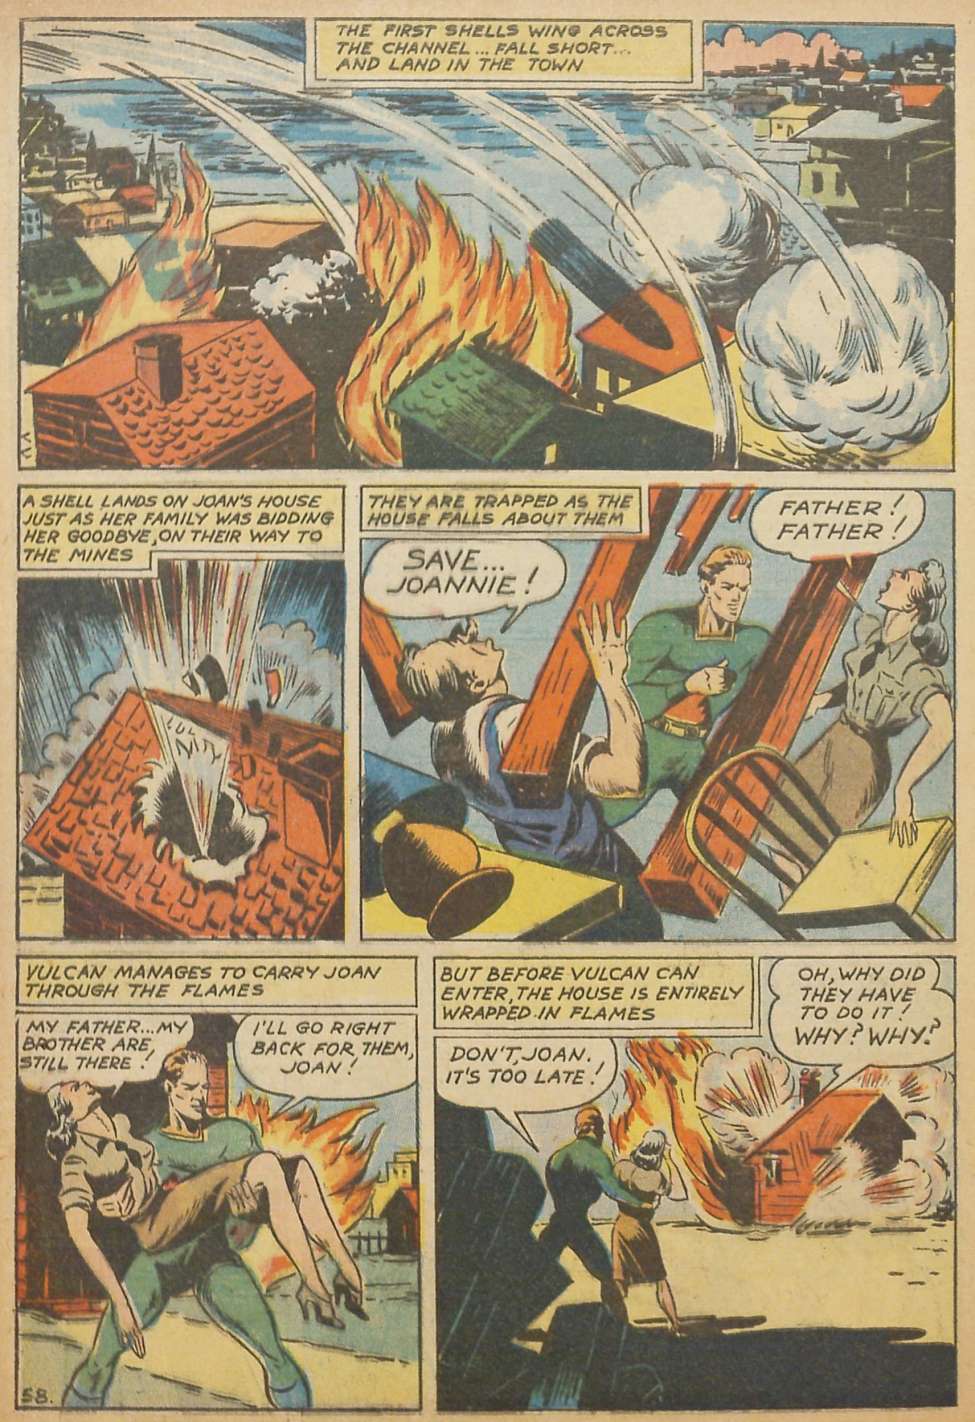 THE FIRST SHELLS WING ACROSS
THE CHANNEL... FALL SHORT...
AND LAND IN THE TOWN
A SHELL LANDS ON JOAN'S HOUSE
JUST AS HER FAMILY WAS BIDDING
HER GOODBYE, ON THEIR WAY TO
THE MINES
THEY ARE TRAPPED AS THE
HOUSE FALLS ABOUT THEM
SAVE...
JOANNIE!
FATHER!
FATHER!
VULCAN MANAGES TO CARRY JOAN
THROUGH THE FLAMES
MY FATHER...MY
BROTHER ARE
STILL THERE!
I'LL GO RIGHT
BACK FOR THEM,
JOAN!
BUT BEFORE VULCAN CAN
ENTER, THE HOUSE IS ENTIRELY
WRAPPED IN FLAMES
DON'T, JOAN.
IT'S TOO LATE!
OH, WHY DID
THEY HAVE
TO DO IT!
WHY? WHY?
58.